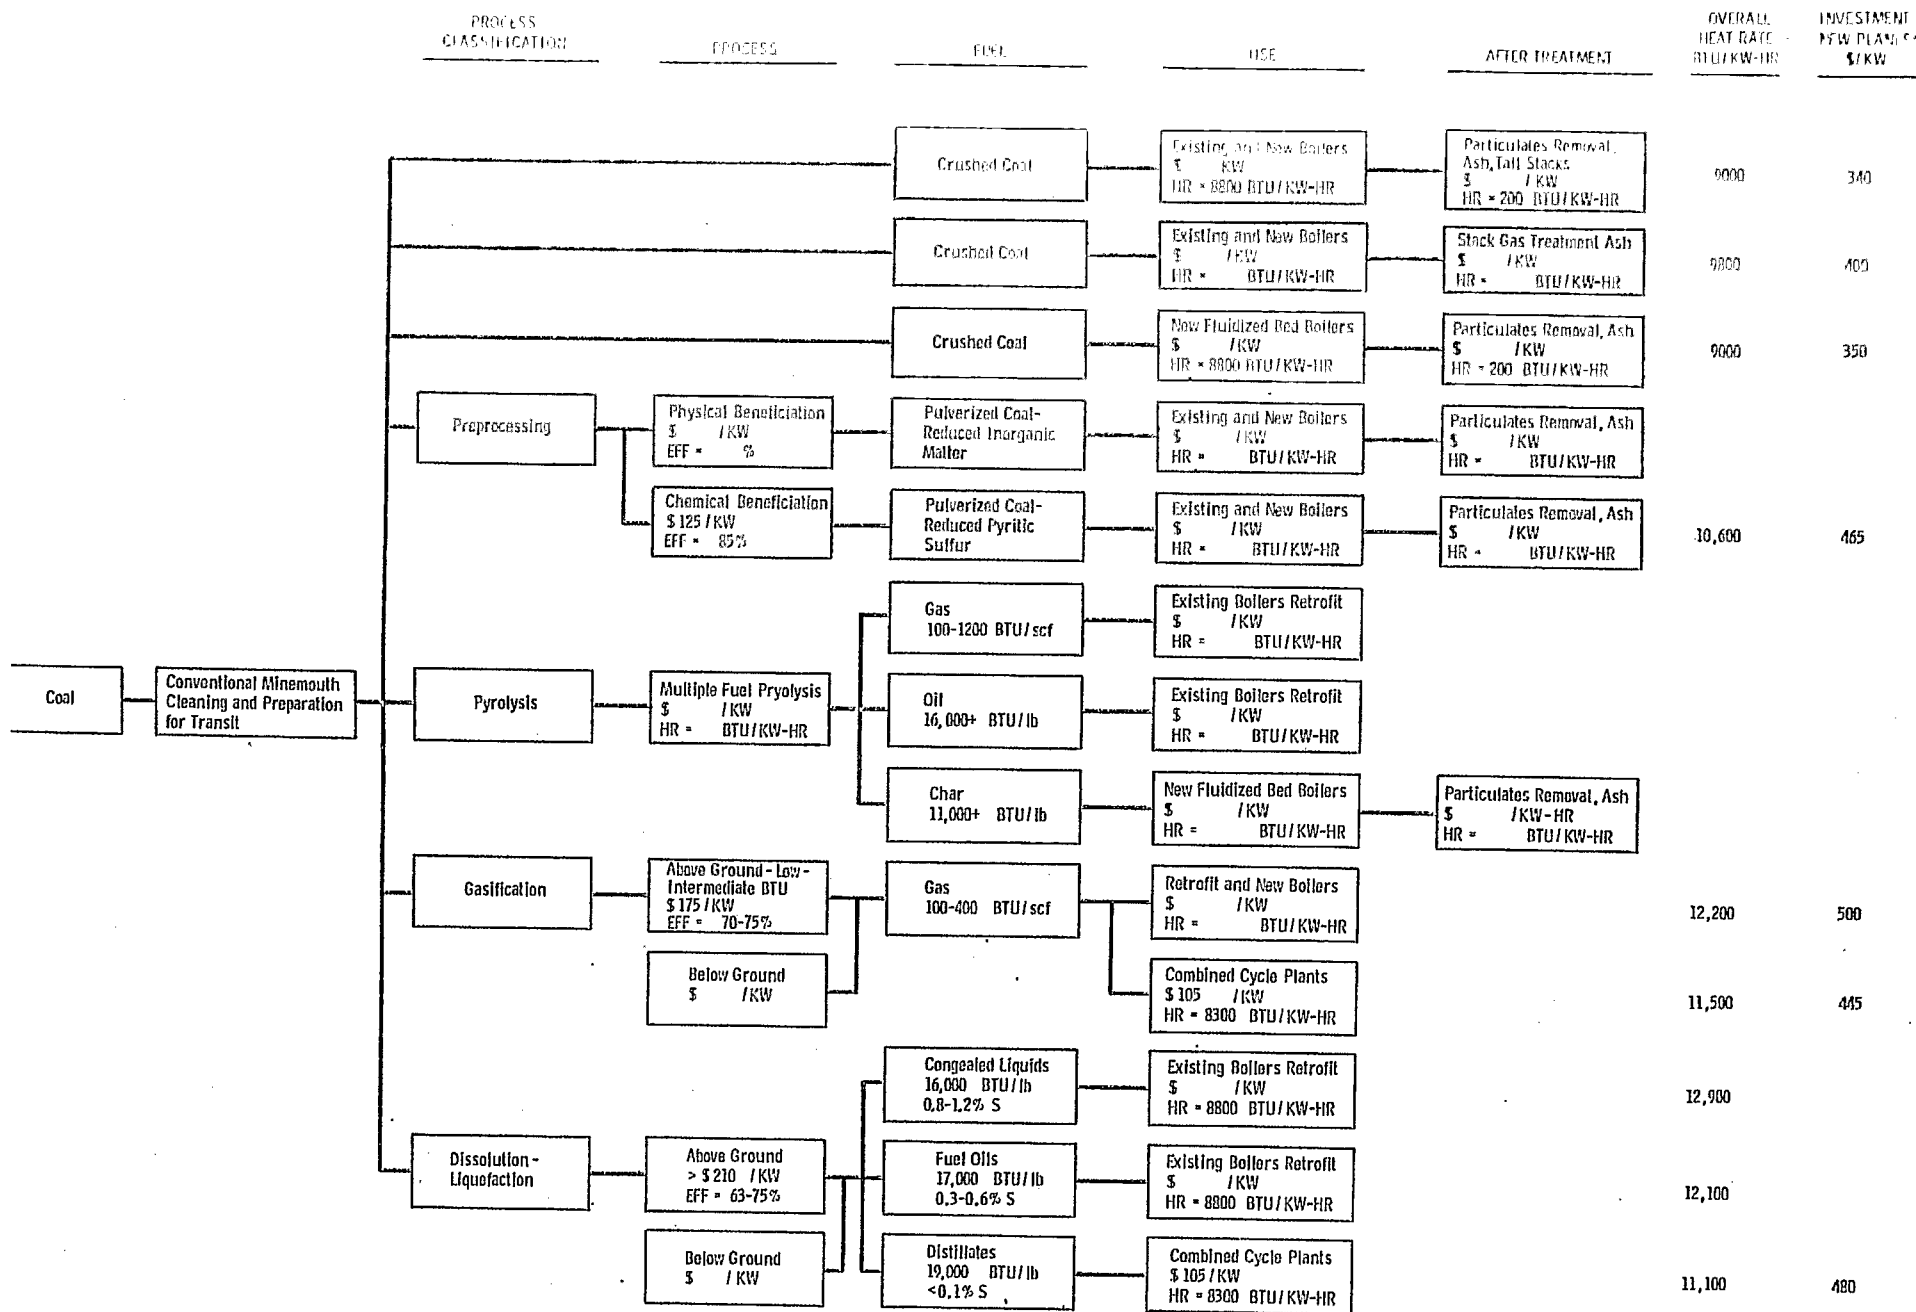 PROCESS
CLASSIFICATION
PROCESS
FUEL
USE
AFTER TREATMENT
OVERALL
HEAT RATE
BTU/KW-HR
INVESTMENT
NEW PLANTS
$/KW
Crushed Coal
Existing and New Boilers
$ KW
HR = 8800 BTU/KW-HR
Particulates Removal,
Ash, Tall Stacks
$ /KW
HR = 200 BTU/KW-HR
9000
340
Crushed Coal
Existing and New Boilers
$ /KW
HR = BTU/KW-HR
Stack Gas Treatment Ash
$ /KW
HR = BTU/KW-HR
9800
400
Crushed Coal
New Fluidized Bed Boilers
$ /KW
HR = 8800 BTU/KW-HR
Particulates Removal, Ash
$ /KW
HR = 200 BTU/KW-HR
9000
350
Preprocessing
Physical Beneficiation
$ /KW
EFF = %
Pulverized Coal-
Reduced Inorganic
Matter
Existing and New Boilers
$ /KW
HR = BTU/KW-HR
Particulates Removal, Ash
$ /KW
HR = BTU/KW-HR
Chemical Beneficiation
$125/KW
EFF = 85%
Pulverized Coal-
Reduced Pyritic
Sulfur
Existing and New Boilers
$ /KW
HR = BTU/KW-HR
Particulates Removal, Ash
$ /KW
HR = BTU/KW-HR
10,600
465
Coal
Conventional Minemouth
Cleaning and Preparation
for Transit
Pyrolysis
Multiple Fuel Pryolysis
$ /KW
HR = BTU/KW-HR
Gas
100-1200 BTU/scf
Existing Boilers Retrofit
$ /KW
HR = BTU/KW-HR
Oil
16,000+ BTU/lb
Existing Boilers Retrofit
$ /KW
HR = BTU/KW-HR
Char
11,000+ BTU/lb
New Fluidized Bed Boilers
$ /KW
HR = BTU/KW-HR
Particulates Removal, Ash
$ /KW-HR
HR = BTU/KW-HR
Gasification
Above Ground - Low -
Intermediate BTU
$175/KW
EFF = 70-75%
Gas
100-400 BTU/scf
Retrofit and New Boilers
$ /KW
HR = BTU/KW-HR
12,200
500
Below Ground
$ /KW
Combined Cycle Plants
$105 /KW
HR = 8300 BTU/KW-HR
11,500
445
Dissolution -
Liquefaction
Above Ground
> $210 /KW
EFF = 63-75%
Congealed Liquids
16,000 BTU/lb
0.8-1.2% S
Existing Boilers Retrofit
$ /KW
HR = 8800 BTU/KW-HR
12,900
Fuel Oils
17,000 BTU/lb
0.3-0.6% S
Existing Boilers Retrofit
$ /KW
HR = 8800 BTU/KW-HR
12,100
Below Ground
$ /KW
Distillates
19,000 BTU/lb
<0.1% S
Combined Cycle Plants
$105/KW
HR = 8300 BTU/KW-HR
11,100
480